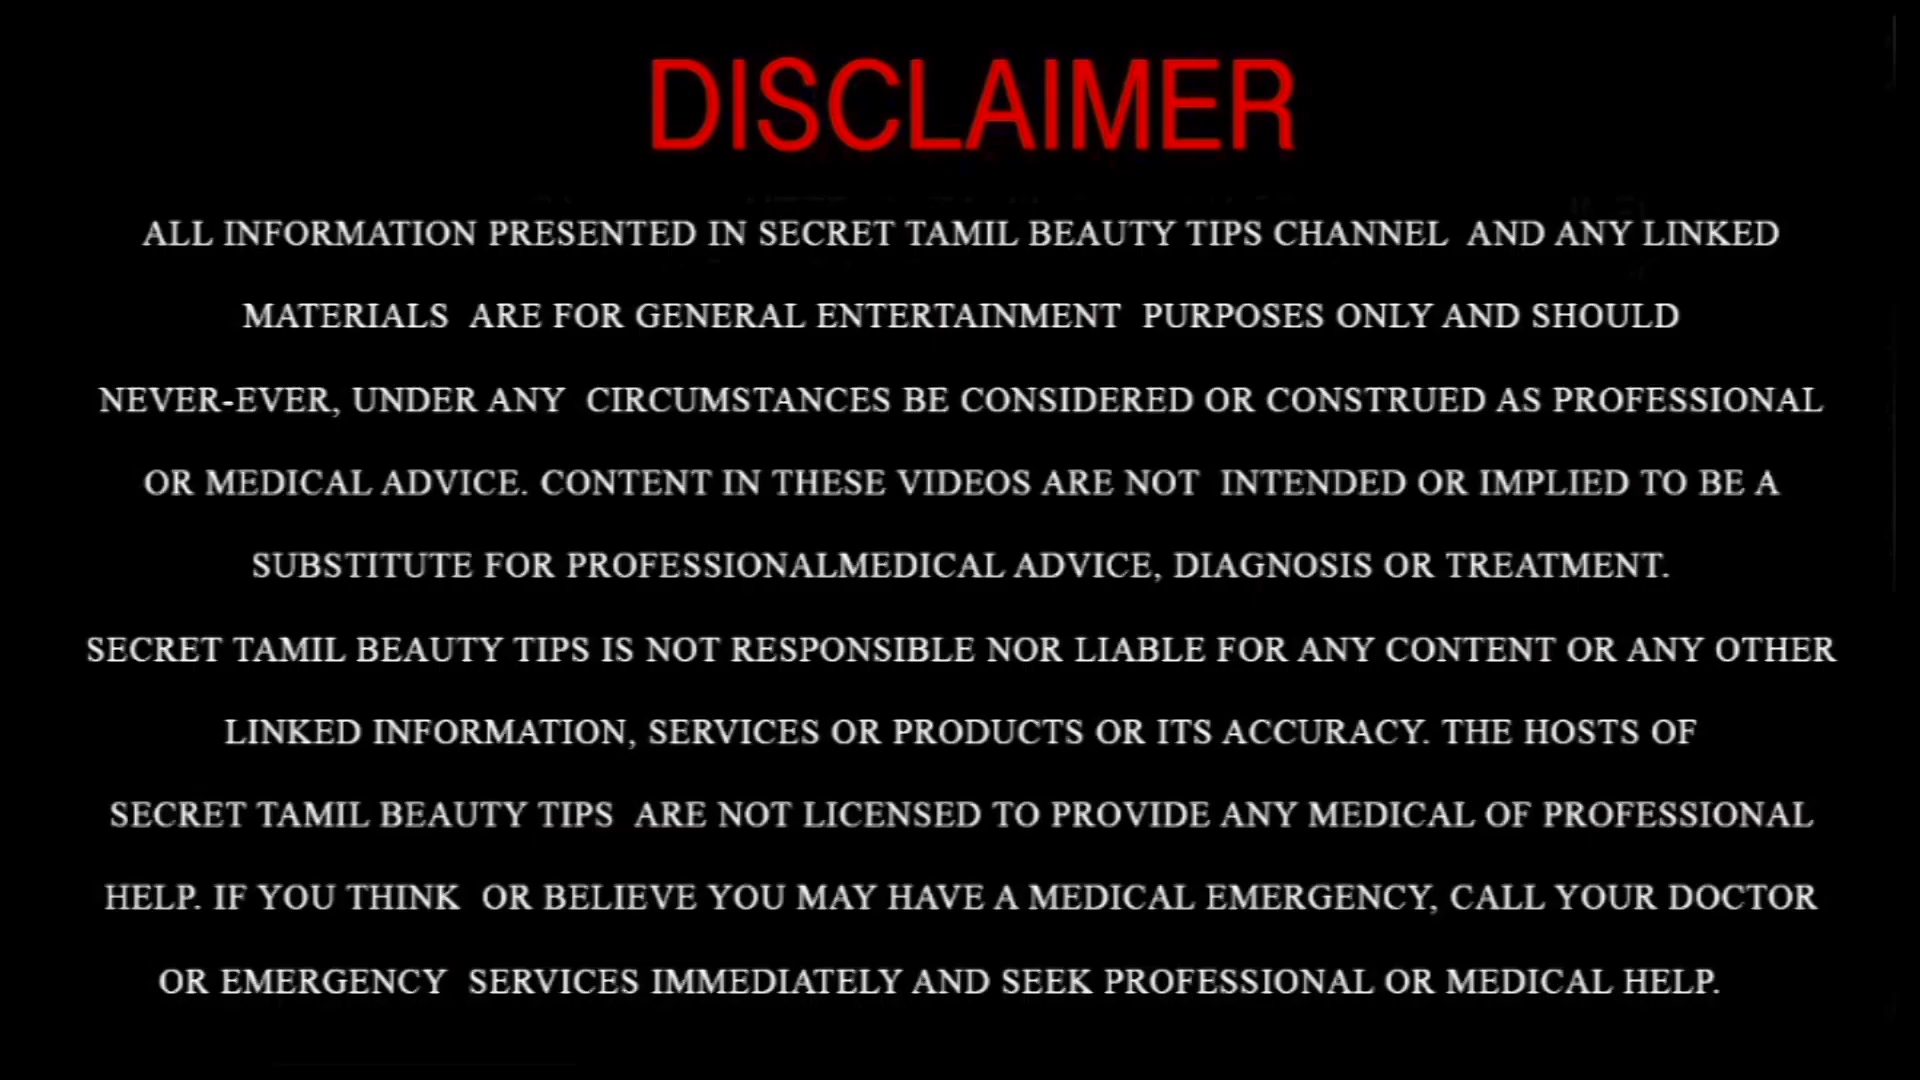 DISCLAIMER
ALL INFORMATION PRESENTED IN SECRET TAMIL BEAUTY TIPS CHANNEL AND ANY LINKED
MATERIALS ARE FOR GENERAL ENTERTAINMENT PURPOSES ONLY AND SHOULD
NEVER-EVER, UNDER ANY CIRCUMSTANCES BE CONSIDERED OR CONSTRUED AS PROFESSIONAL
OR MEDICAL ADVICE. CONTENT IN THESE VIDEOS ARE NOT INTENDED OR IMPLIED TO BE A
SUBSTITUTE FOR PROFESSIONALMEDICAL ADVICE, DIAGNOSIS OR TREATMENT.
SECRET TAMIL BEAUTY TIPS IS NOT RESPONSIBLE NOR LIABLE FOR ANY CONTENT OR ANY OTHER
LINKED INFORMATION, SERVICES OR PRODUCTS OR ITS ACCURACY. THE HOSTS OF
SECRET TAMIL BEAUTY TIPS ARE NOT LICENSED TO PROVIDE ANY MEDICAL OF PROFESSIONAL
HELP. IF YOU THINK OR BELIEVE YOU MAY HAVE A MEDICAL EMERGENCY, CALL YOUR DOCTOR
OR EMERGENCY SERVICES IMMEDIATELY AND SEEK PROFESSIONAL OR MEDICAL HELP.